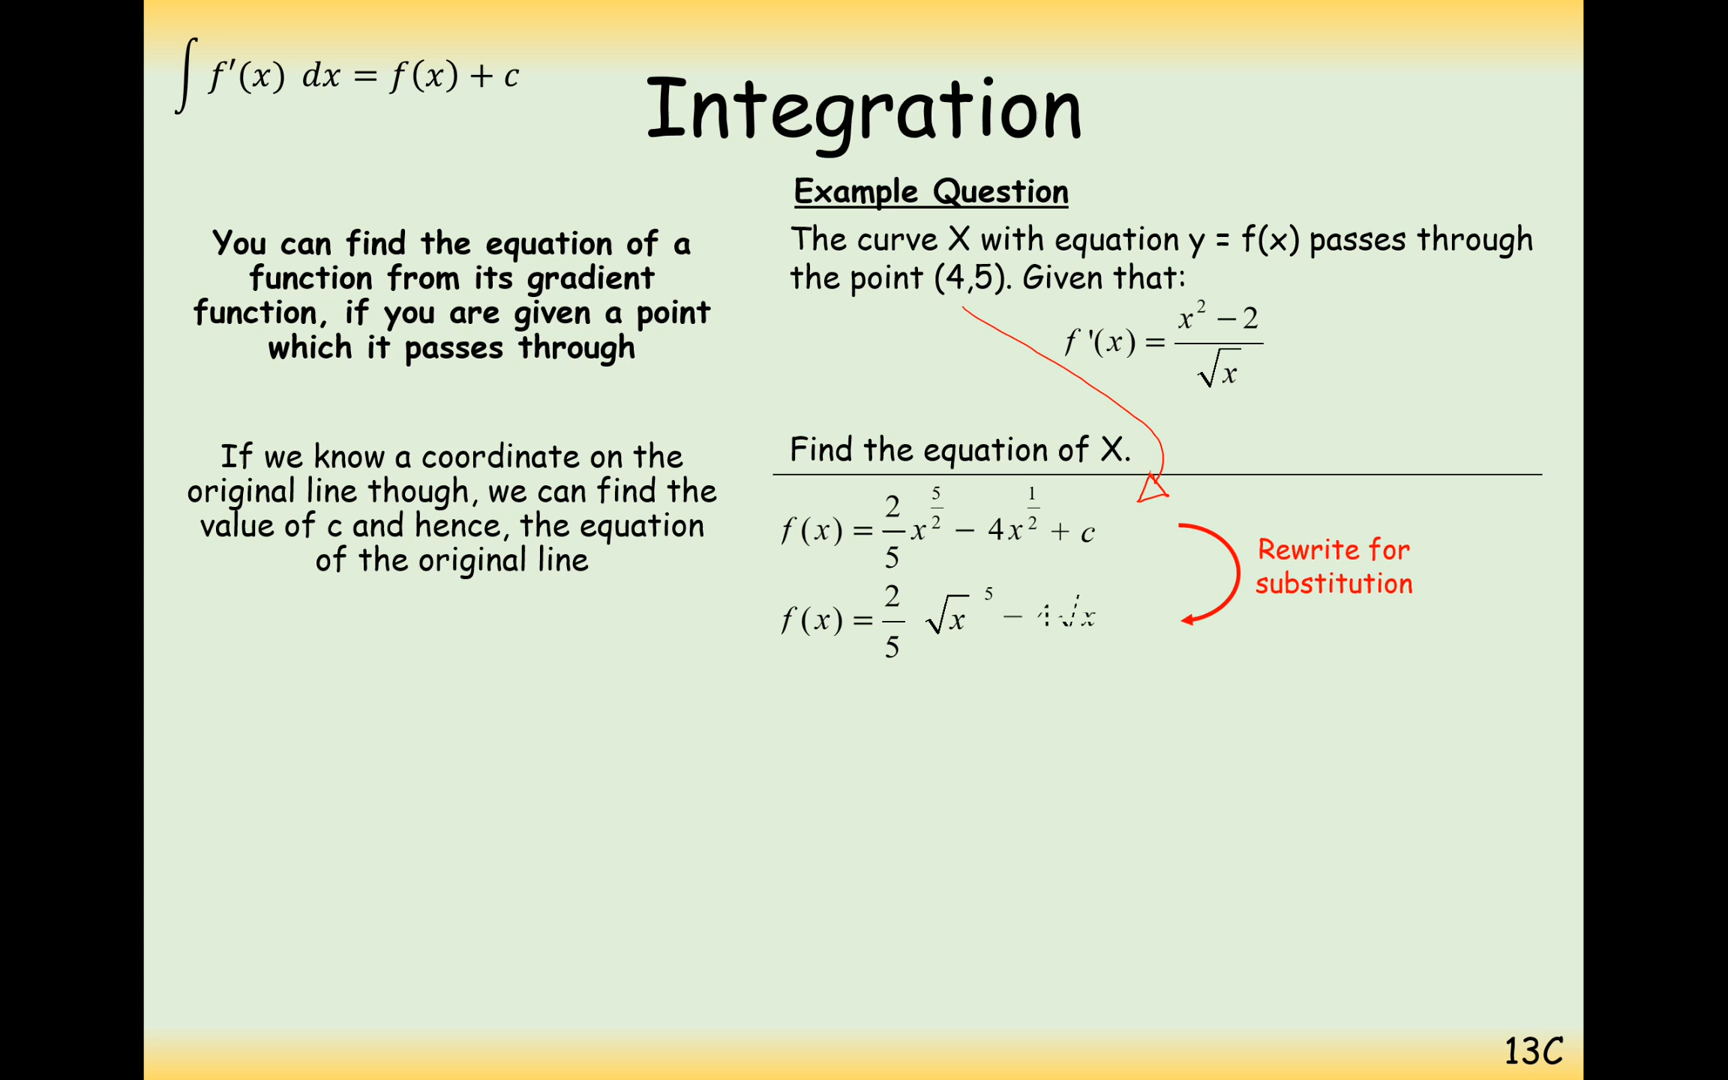 ∫ f′(x) dx = f(x) + c
Integration
You can find the equation of a
function from its gradient
function, if you are given a point
which it passes through
If we know a coordinate on the
original line though, we can find the
value of c and hence, the equation
of the original line
Example Question
The curve X with equation y = f(x) passes through
the point (4,5). Given that:
f '(x) = (x² − 2)/√x
Find the equation of X.
f(x) = 2/5 x^(5/2) − 4x^(1/2) + c
f(x) = 2/5 √x ⁵ − 4√x
Rewrite for
substitution
13C